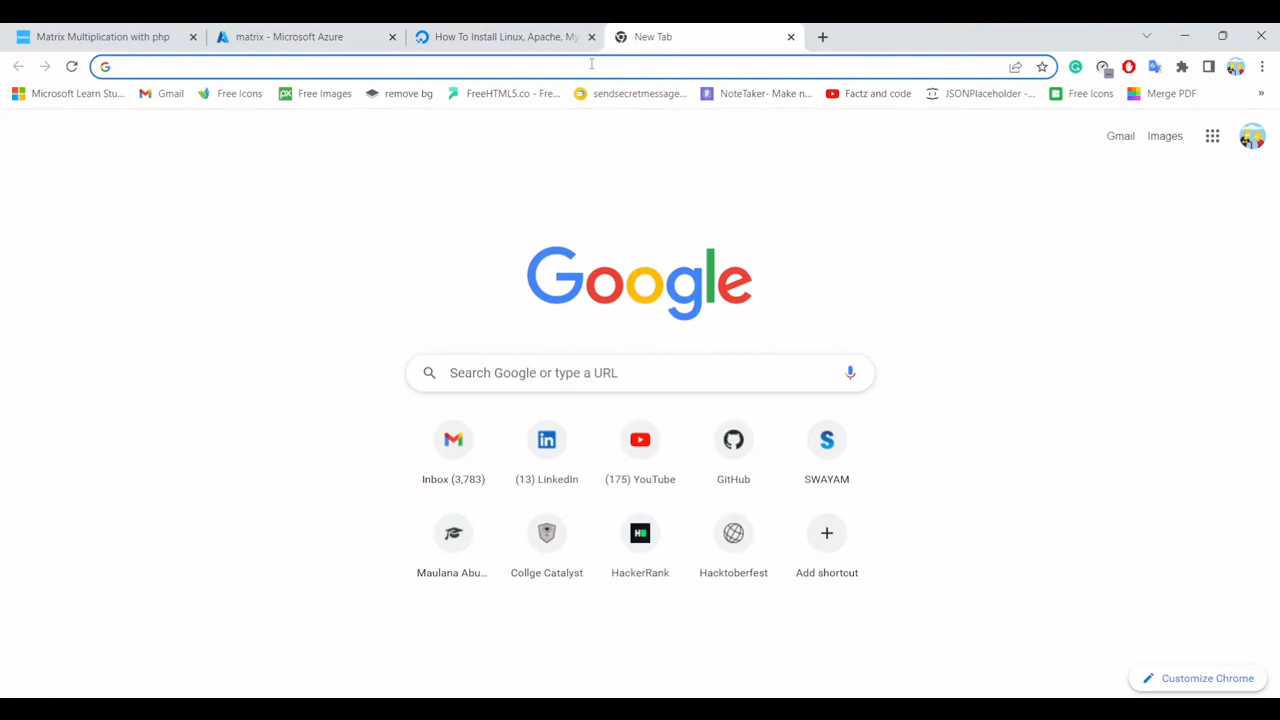 Matrix Multiplication with php
matrix - Microsoft Azure
How To Install Linux, Apache, My
New Tab
Microsoft Learn Stu...
Gmail
Free Icons
Free Images
remove bg
FreeHTML5.co - Fre...
sendsecretmessage...
NoteTaker- Make n...
Factz and code
JSONPlaceholder -...
Free Icons
Merge PDF
»
Gmail
Images
Google
Search Google or type a URL
Inbox (3,783)
(13) LinkedIn
(175) YouTube
GitHub
SWAYAM
Maulana Abu...
Collge Catalyst
HackerRank
Hacktoberfest
Add shortcut
Customize Chrome